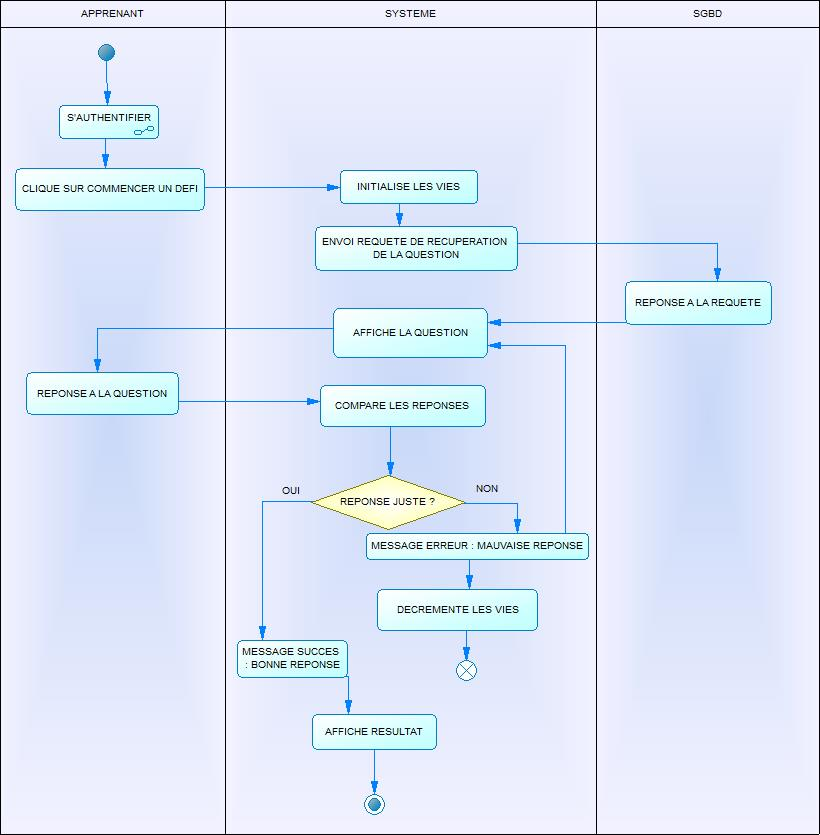 APPRENANT
SYSTEME
SGBD
S'AUTHENTIFIER
CLIQUE SUR COMMENCER UN DEFI
INITIALISE LES VIES
ENVOI REQUETE DE RECUPERATION
DE LA QUESTION
REPONSE A LA REQUETE
AFFICHE LA QUESTION
REPONSE A LA QUESTION
COMPARE LES REPONSES
OUI
REPONSE JUSTE ?
NON
MESSAGE ERREUR : MAUVAISE REPONSE
DECREMENTE LES VIES
MESSAGE SUCCES
: BONNE REPONSE
AFFICHE RESULTAT